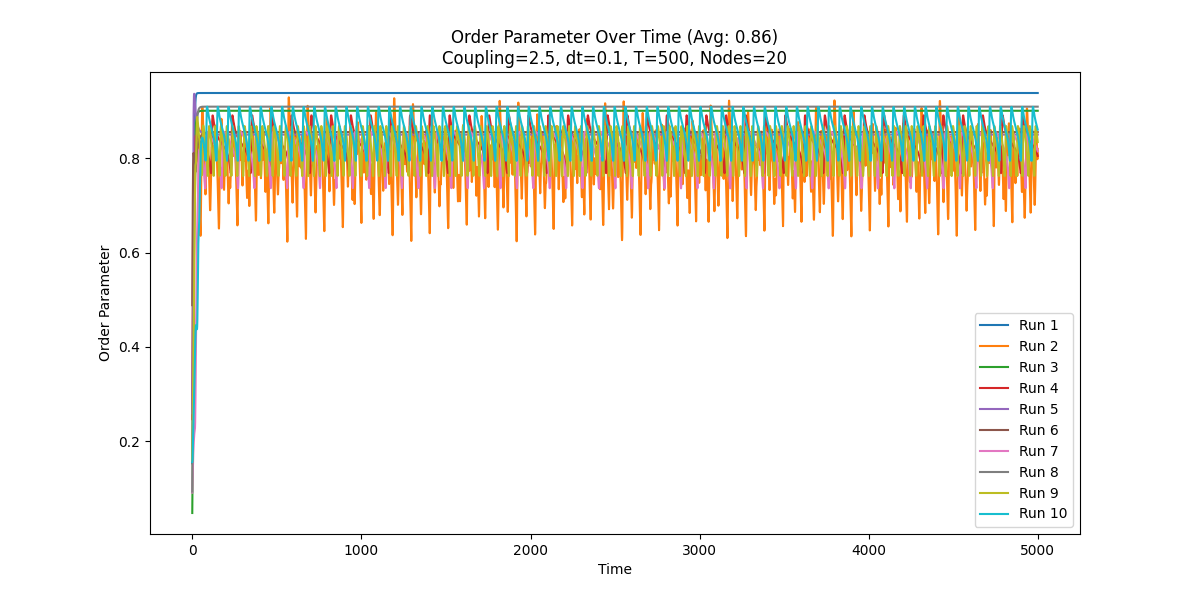 Order Parameter Over Time (Avg: 0.86)
Coupling=2.5, dt=0.1, T=500, Nodes=20
Order Parameter
0.8
0.6
0.4
0.2
0
1000
2000
3000
4000
5000
Time
Run 1
Run 2
Run 3
Run 4
Run 5
Run 6
Run 7
Run 8
Run 9
Run 10